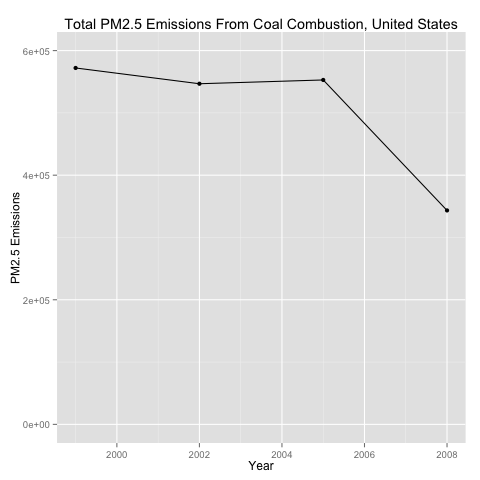 Total PM2.5 Emissions From Coal Combustion, United States
6e+05
4e+05
2e+05
0e+00
PM2.5 Emissions
2000 2002 2004 2006 2008
Year